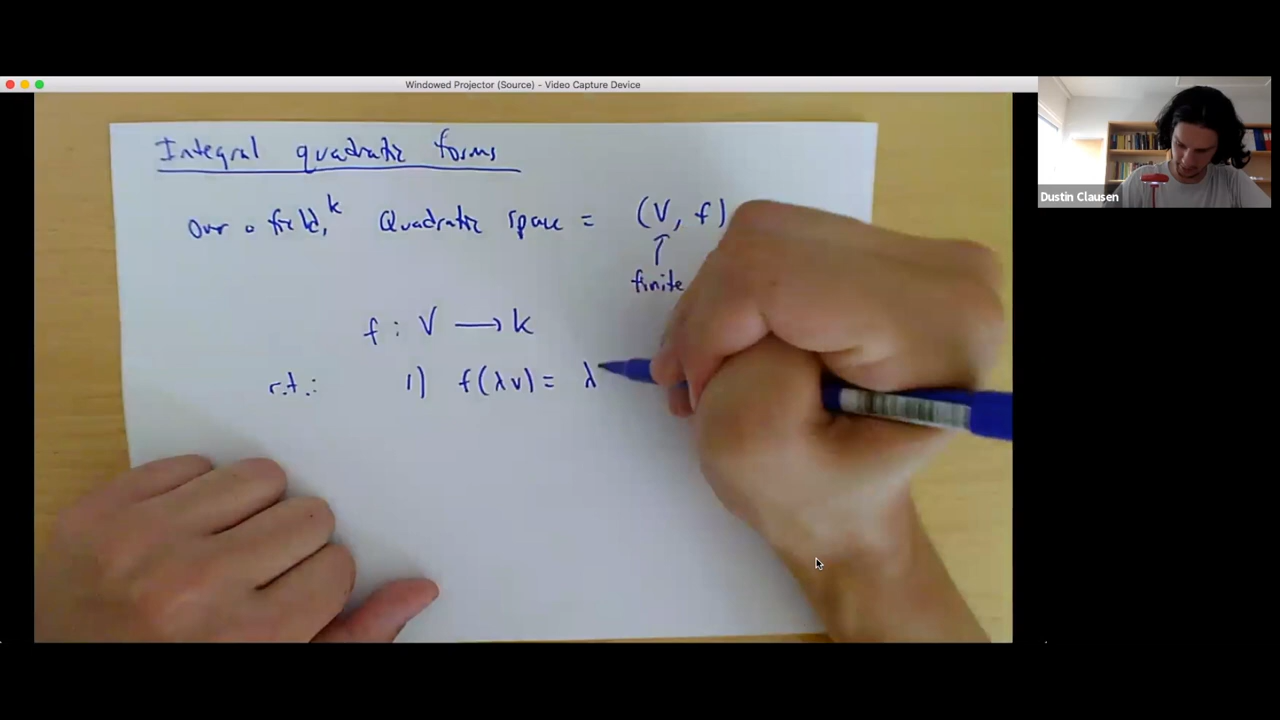 Windowed Projector (Source) - Video Capture Device
Integral quadratic forms
Over a field, k Quadratic space = (V, f)
↑
finite
f : V → k
s.t.: 1) f(λv) = λ
Dustin Clausen